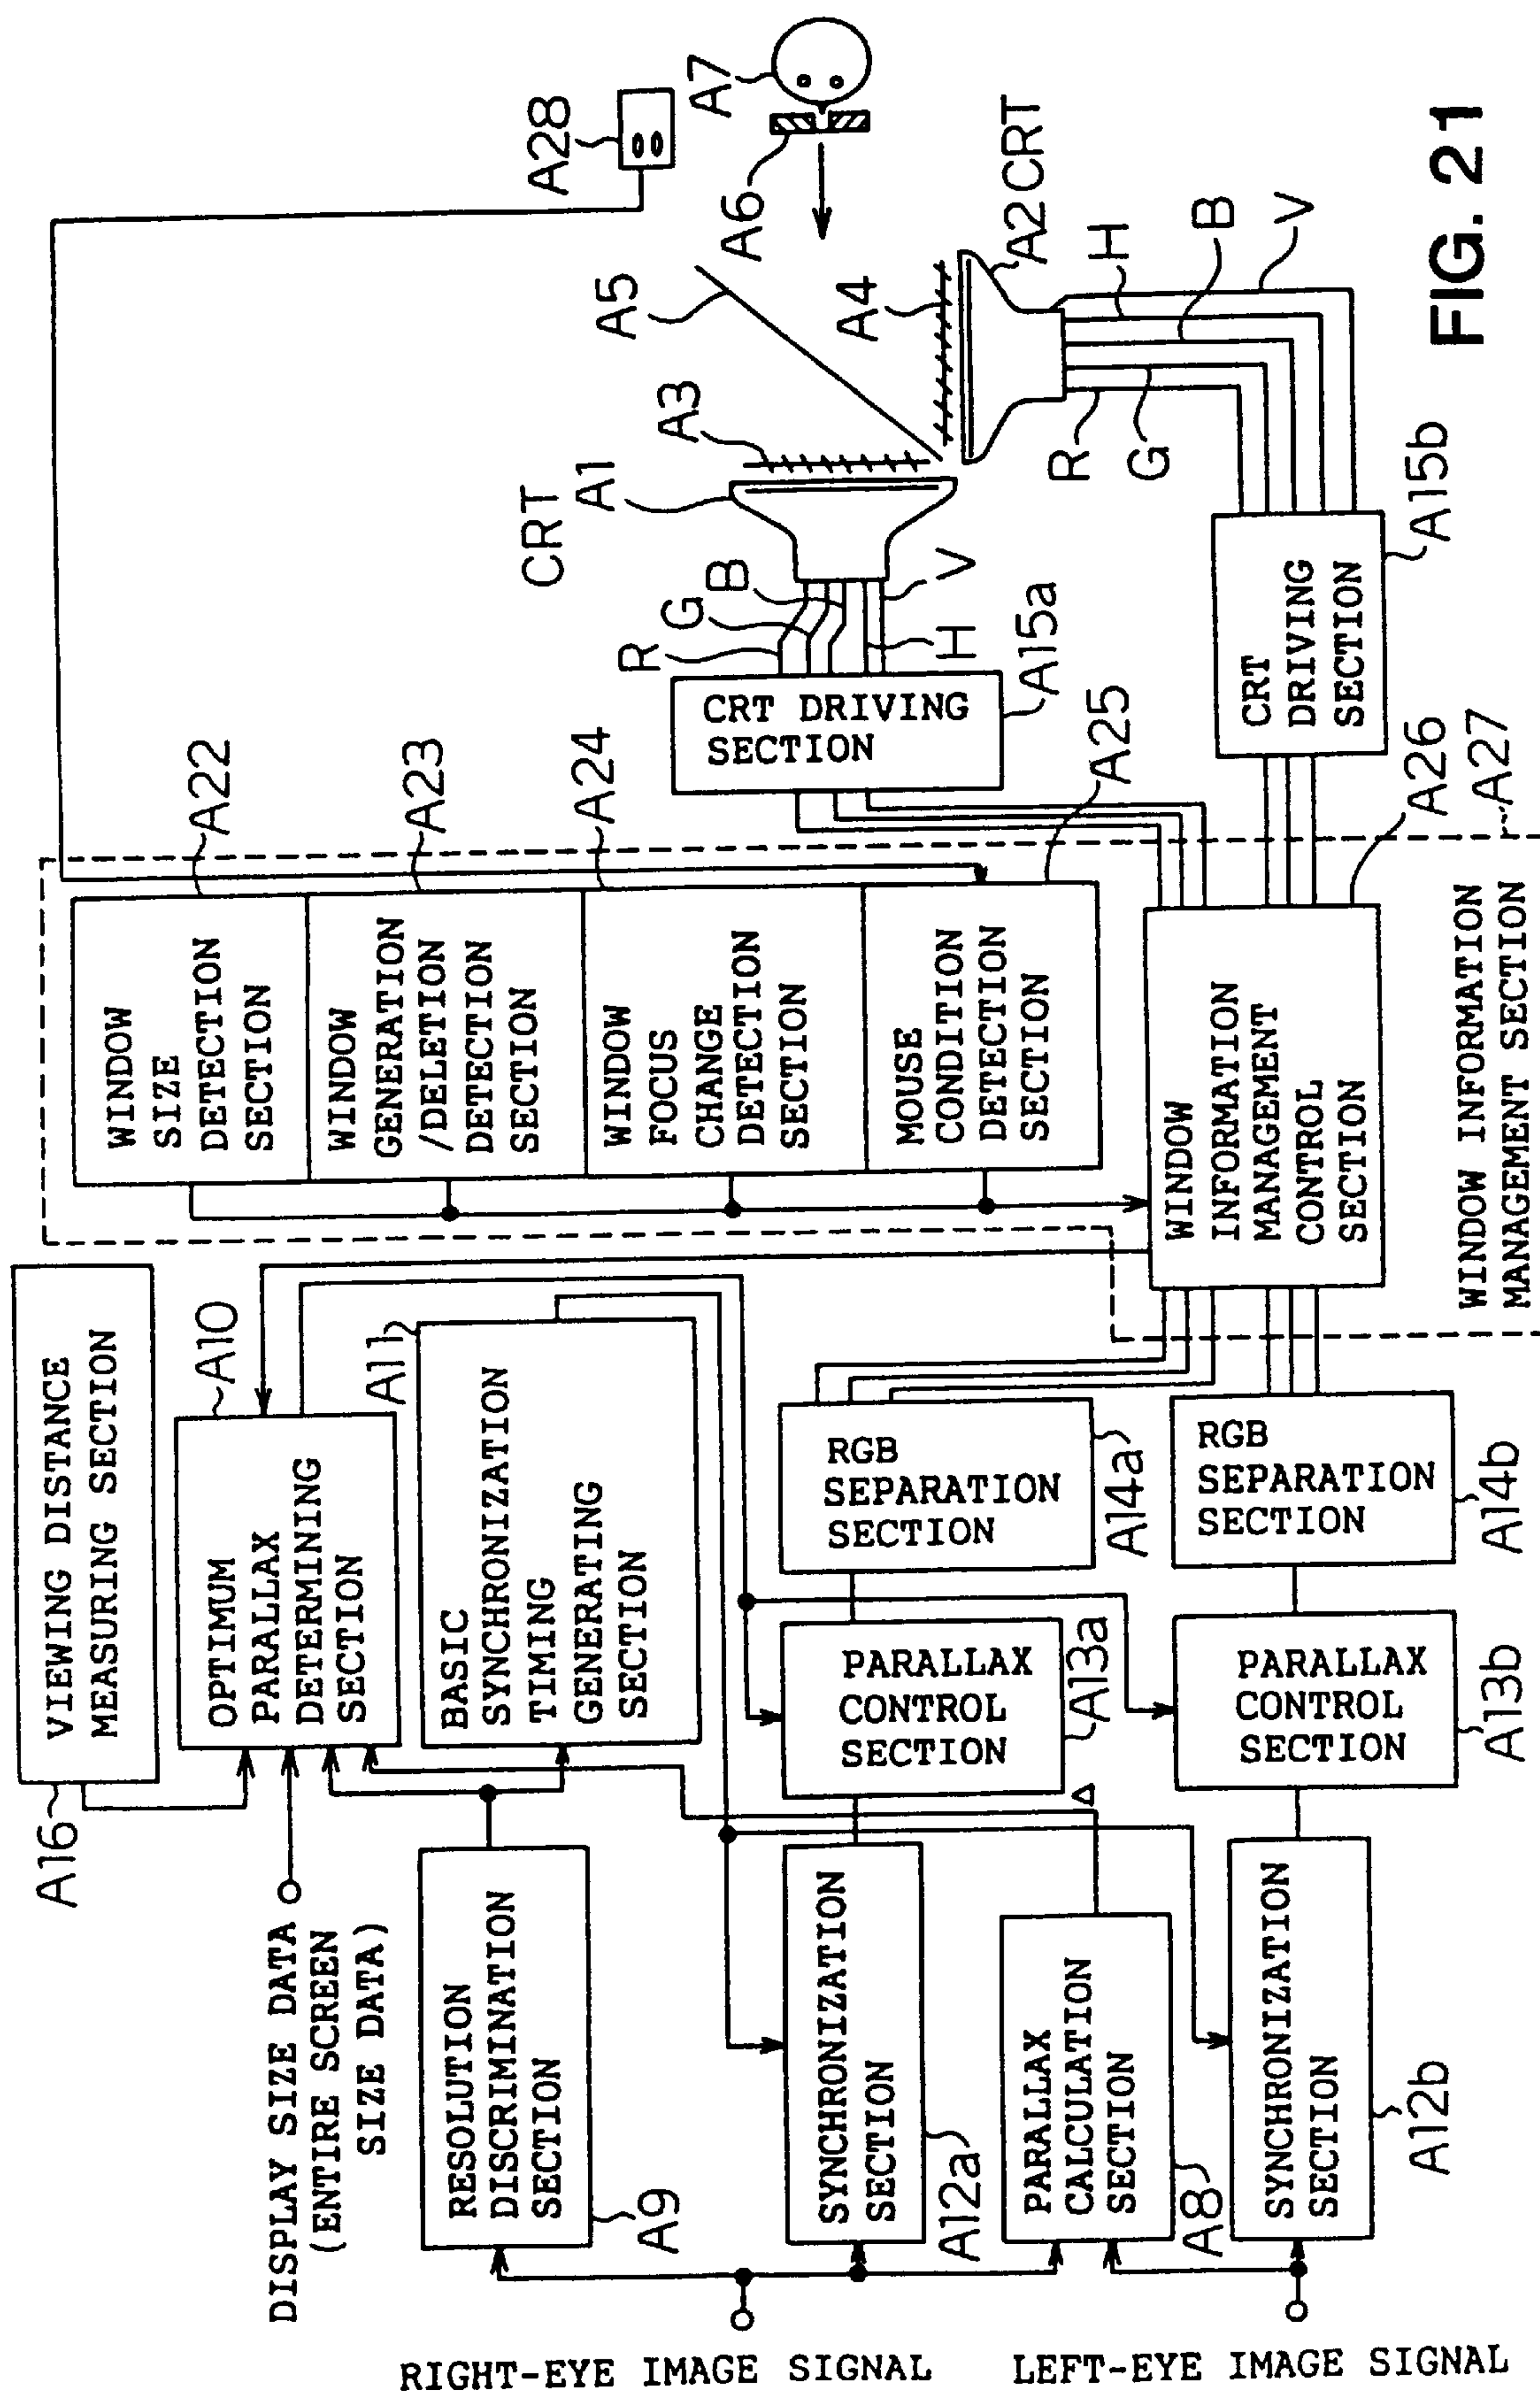 VIEWING DISTANCE
MEASURING SECTION
A16
DISPLAY SIZE DATA
(ENTIRE SCREEN
SIZE DATA)
OPTIMUM
PARALLAX
DETERMINING
SECTION
A10
RESOLUTION
DISCRIMINATION
SECTION
A9
BASIC
SYNCHRONIZATION
TIMING
GENERATING
SECTION
A11
RIGHT-EYE IMAGE SIGNAL
SYNCHRONIZATION
SECTION
A12a
PARALLAX
CONTROL
SECTION
A13a
RGB
SEPARATION
SECTION
A14a
PARALLAX
CALCULATION
SECTION
A8
Δ
LEFT-EYE IMAGE SIGNAL
SYNCHRONIZATION
SECTION
A12b
PARALLAX
CONTROL
SECTION
A13b
RGB
SEPARATION
SECTION
A14b
WINDOW
SIZE
DETECTION
SECTION
A22
WINDOW
GENERATION
/DELETION
DETECTION
SECTION
A23
WINDOW
FOCUS
CHANGE
DETECTION
SECTION
A24
MOUSE
CONDITION
DETECTION
SECTION
A25
WINDOW
INFORMATION
MANAGEMENT
CONTROL
SECTION
A26
WINDOW INFORMATION
MANAGEMENT SECTION
A27
CRT DRIVING
SECTION
A15a
R
G
B
H
V
CRT
A1
A3
A5
A28
A6
A7
A4
A2CRT
CRT
DRIVING
SECTION
A15b
R
G
H
B
V
FIG. 21